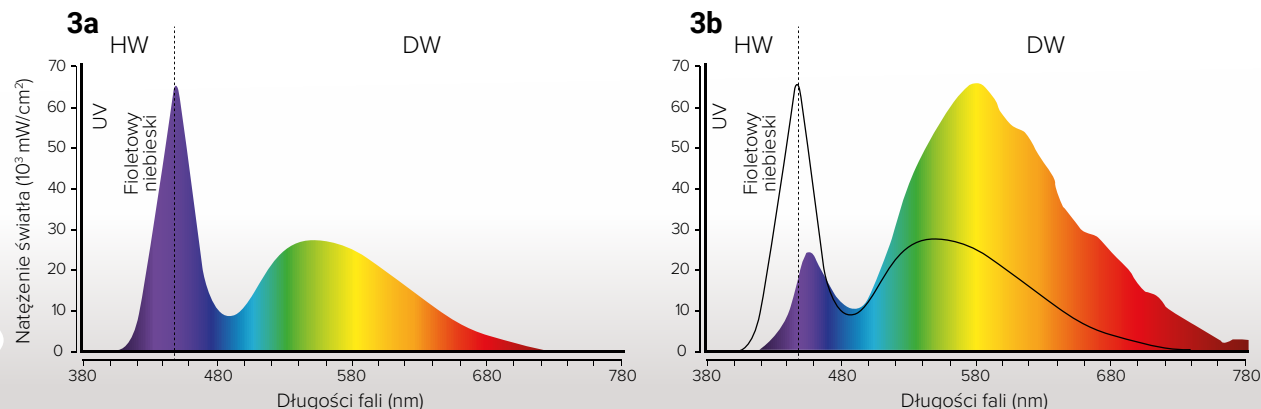 3a
HW
DW
70
60
50
40
30
20
10
0
UV
Fioletowy
niebieski
Natężenie światła (10³ mW/cm²)
380
480
580
680
780
Długości fali (nm)
3b
HW
DW
70
60
50
40
30
20
10
0
UV
Fioletowy
niebieski
380
480
580
680
780
Długości fali (nm)